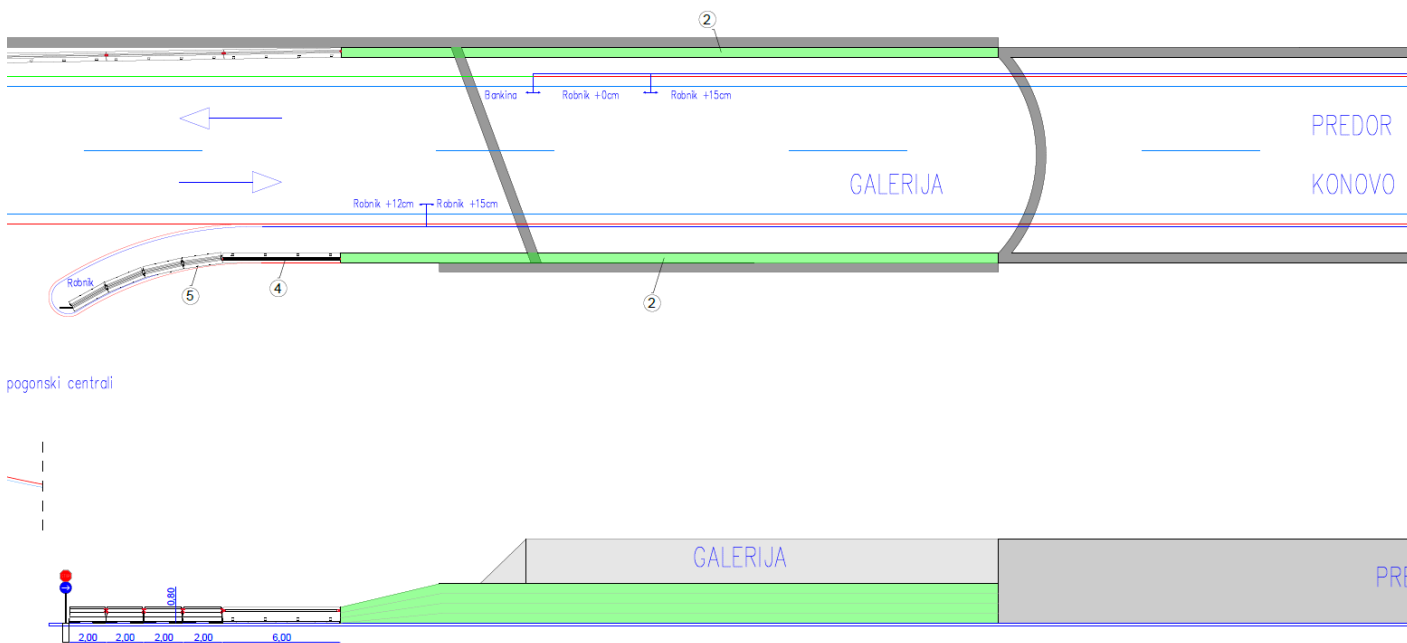 2
Bankina
Robnik +0cm
Robnik +15cm
PREDOR
KONOVO
GALERIJA
Robnik +12cm
Robnik +15cm
Robnik
5
4
2
pogonski centrali
GALERIJA
PRE
0,80
2,00 2,00 2,00 2,00 6,00